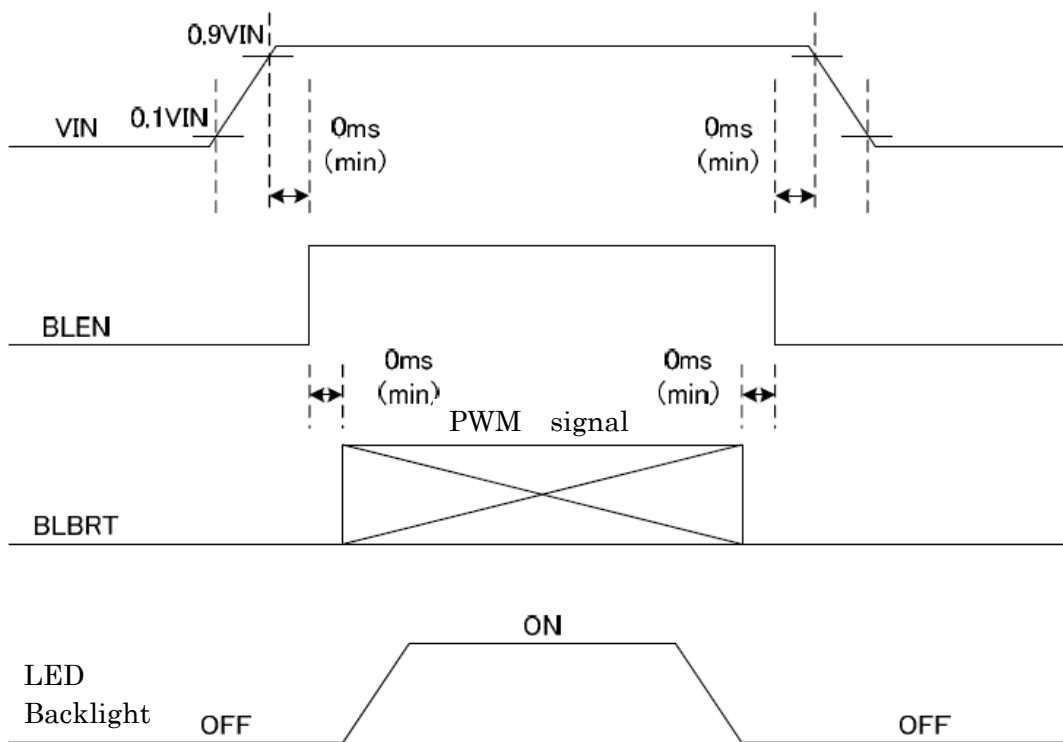 0.9VIN
0.1VIN
VIN
0ms
(min)
0ms
(min)
BLEN
0ms
(min)
0ms
(min)
PWM signal
BLBRT
ON
LED
Backlight
OFF
OFF